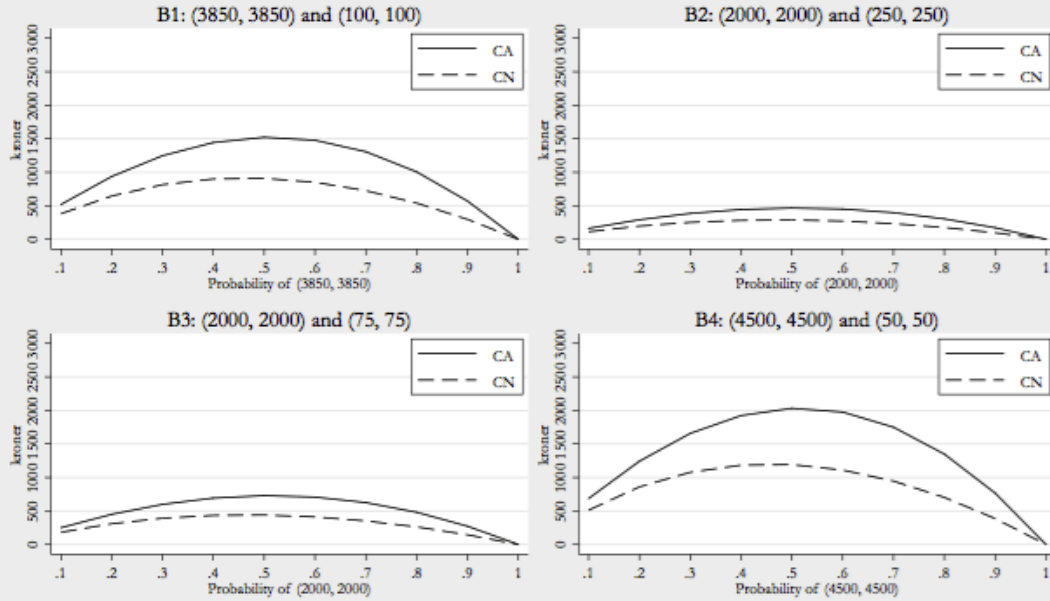 B1: (3850, 3850) and (100, 100)
3000
2500
2000
1500
1000
500
0
kroner
CA
CN
.1 .2 .3 .4 .5 .6 .7 .8 .9 1
Probability of (3850, 3850)
B2: (2000, 2000) and (250, 250)
3000
2500
2000
1500
1000
500
0
kroner
CA
CN
.1 .2 .3 .4 .5 .6 .7 .8 .9 1
Probability of (2000, 2000)
B3: (2000, 2000) and (75, 75)
3000
2500
2000
1500
1000
500
0
kroner
CA
CN
.1 .2 .3 .4 .5 .6 .7 .8 .9 1
Probability of (2000, 2000)
B4: (4500, 4500) and (50, 50)
3000
2500
2000
1500
1000
500
0
kroner
CA
CN
.1 .2 .3 .4 .5 .6 .7 .8 .9 1
Probability of (4500, 4500)